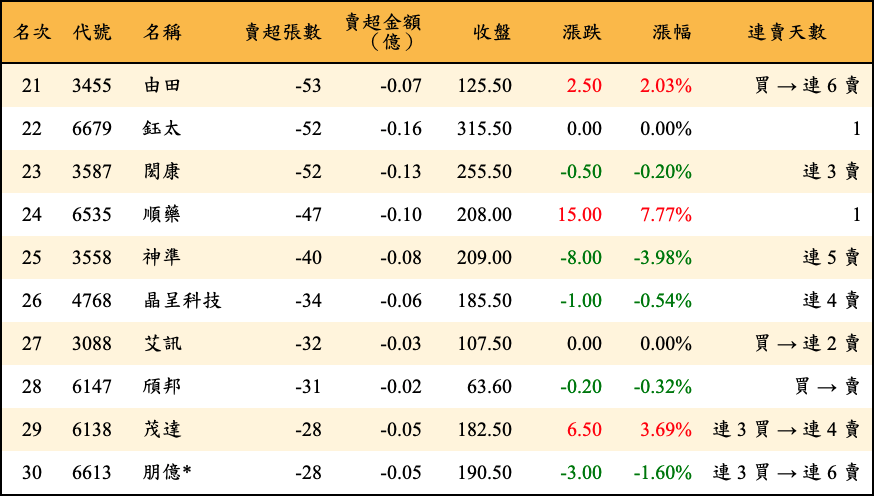 名次 代號 名稱 賣超張數 賣超金額（億） 收盤 漲跌 漲幅 連賣天數
21 3455 由田 -53 -0.07 125.50 2.50 2.03% 買 → 連 6 賣
22 6679 鈺太 -52 -0.16 315.50 0.00 0.00% 1
23 3587 閎康 -52 -0.13 255.50 -0.50 -0.20% 連 3 賣
24 6535 順藥 -47 -0.10 208.00 15.00 7.77% 1
25 3558 神準 -40 -0.08 209.00 -8.00 -3.98% 連 5 賣
26 4768 晶呈科技 -34 -0.06 185.50 -1.00 -0.54% 連 4 賣
27 3088 艾訊 -32 -0.03 107.50 0.00 0.00% 買 → 連 2 賣
28 6147 頎邦 -31 -0.02 63.60 -0.20 -0.32% 買 → 賣
29 6138 茂達 -28 -0.05 182.50 6.50 3.69% 連 3 買 → 連 4 賣
30 6613 朋億* -28 -0.05 190.50 -3.00 -1.60% 連 3 買 → 連 6 賣